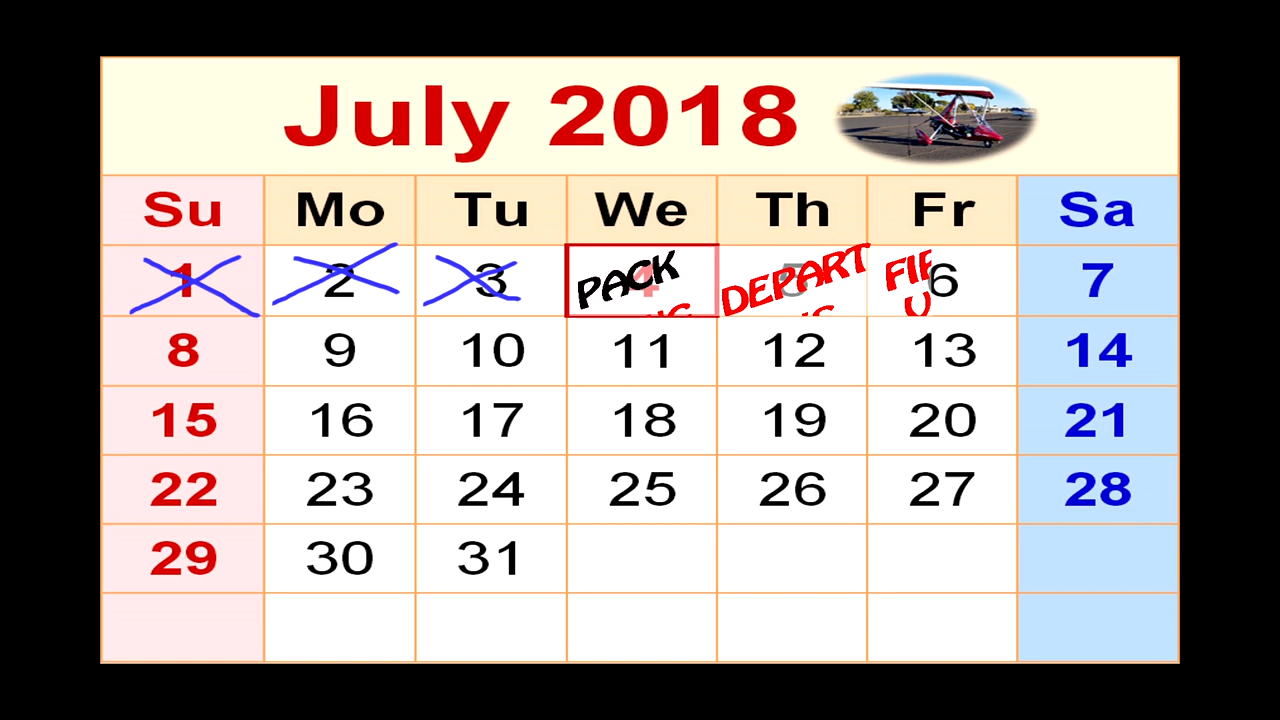 July 2018
Su Mo Tu We Th Fr Sa
1 2 3 4 PACK 5 DEPART 6 7
8 9 10 11 12 13 14
15 16 17 18 19 20 21
22 23 24 25 26 27 28
29 30 31